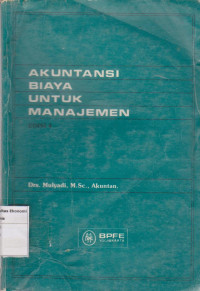 AKUNTANSI
BIAYA
UNTUK
MANAJEMEN
Drs. Mulyadi, M.Sc., Akuntan.
BPFE
YOGYAKARTA